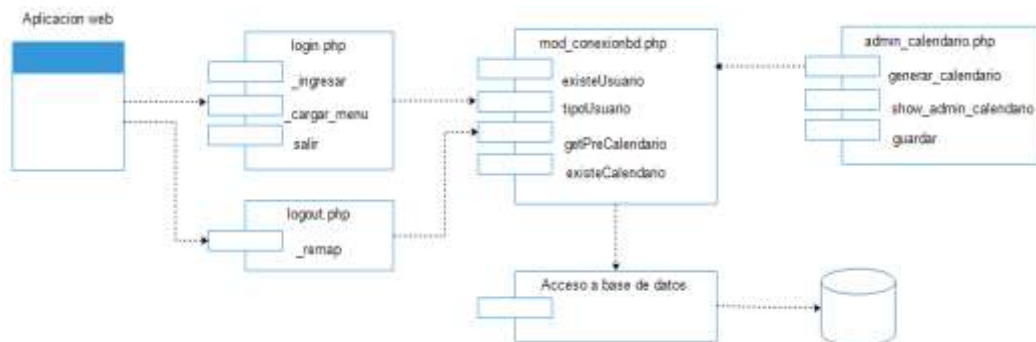 Aplicacion web
login.php
_ingresar
_cargar_menu
salir
logout.php
_remap
mod_conexionbd.php
existeUsuario
tipoUsuario
getPreCalendario
existeCalendario
admin_calendario.php
generar_calendario
show_admin_calendario
guardar
Acceso a base de datos